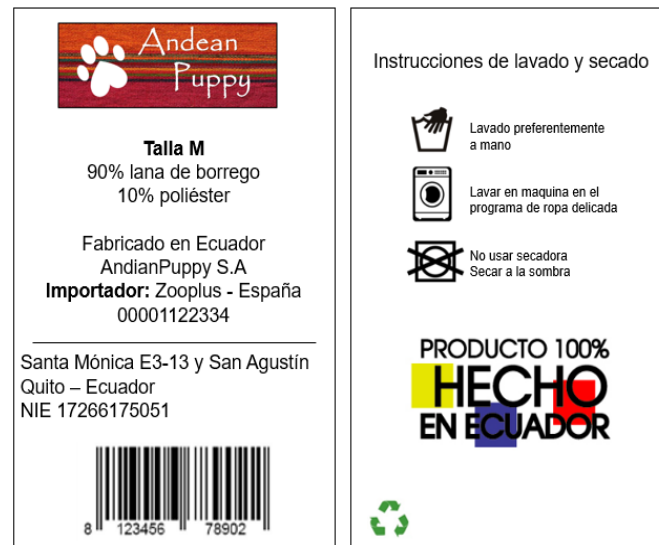 Andean
Puppy
Talla M
90% lana de borrego
10% poliéster
Fabricado en Ecuador
AndianPuppy S.A
Importador: Zooplus - España
00001122334
Santa Mónica E3-13 y San Agustín
Quito – Ecuador
NIE 17266175051
8 123456 78902
Instrucciones de lavado y secado
Lavado preferentemente
a mano
Lavar en maquina en el
programa de ropa delicada
No usar secadora
Secar a la sombra
PRODUCTO 100%
HECHO
EN ECUADOR